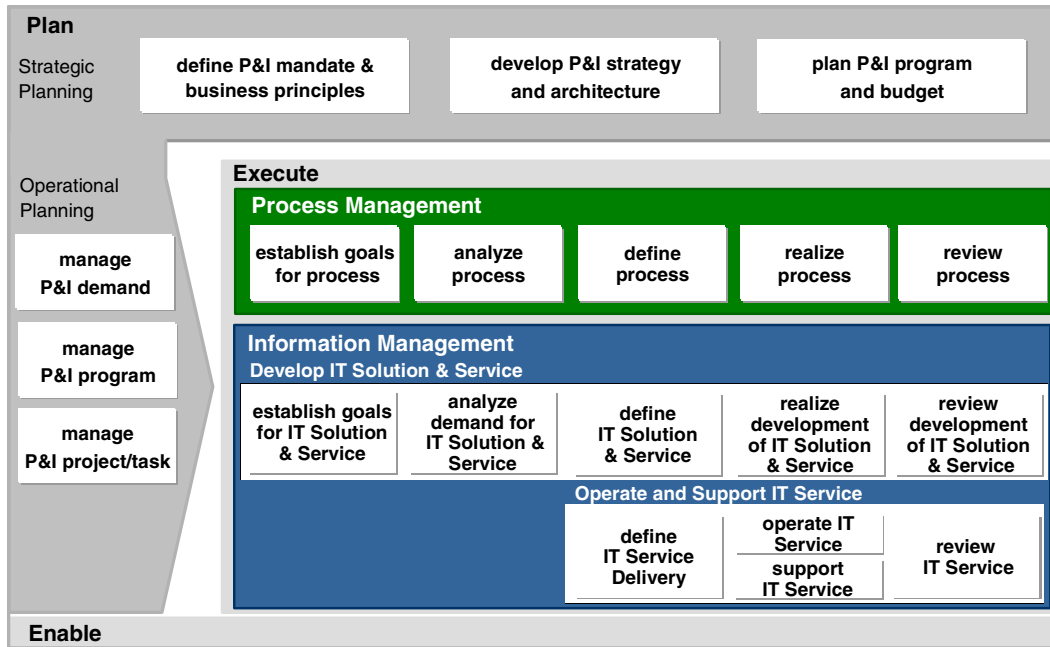 Plan
Strategic
Planning
define P&I mandate &
business principles
develop P&I strategy
and architecture
plan P&I program
and budget
Operational
Planning
manage
P&I demand
manage
P&I program
manage
P&I project/task
Execute
Process Management
establish goals
for process
analyze
process
define
process
realize
process
review
process
Information Management
Develop IT Solution & Service
establish goals
for IT Solution
& Service
analyze
demand for
IT Solution &
Service
define
IT Solution
& Service
realize
development
of IT Solution
& Service
review
development
of IT Solution
& Service
Operate and Support IT Service
define
IT Service
Delivery
operate IT
Service
support
IT Service
review
IT Service
Enable